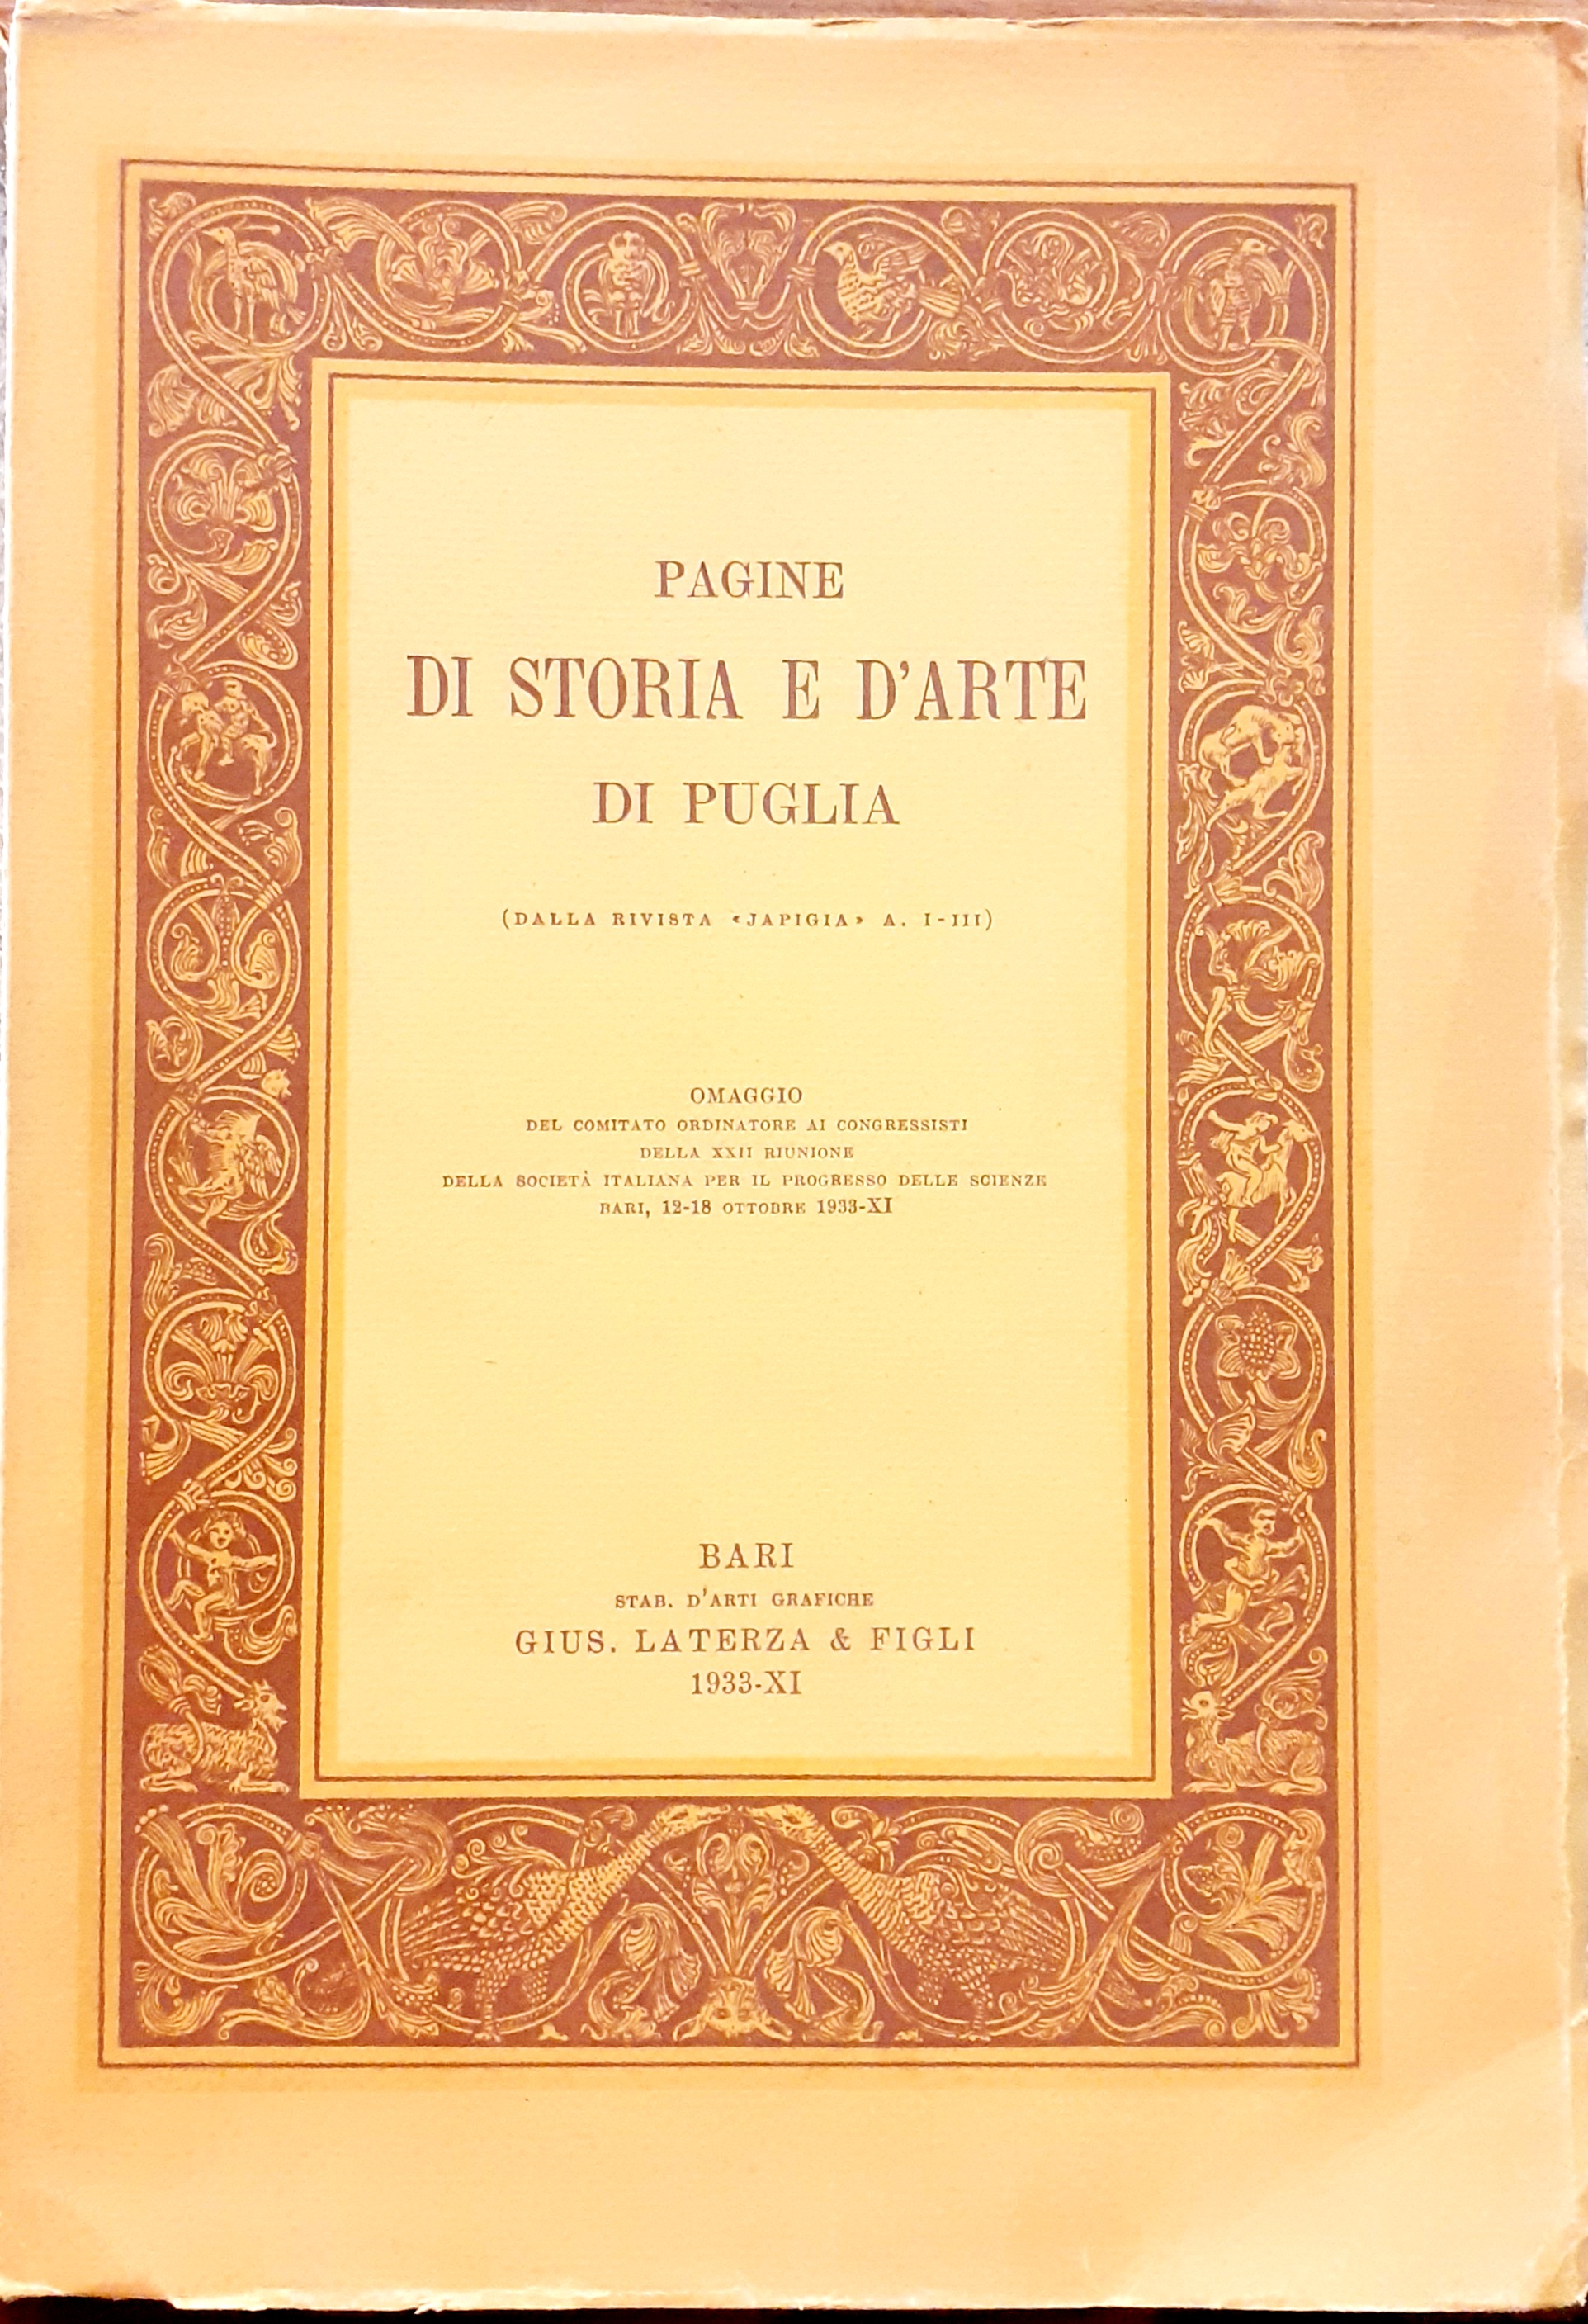 PAGINE
DI STORIA E D'ARTE
DI PUGLIA
(DALLA RIVISTA «JAPIGIA» A. I-III)
OMAGGIO
DEL COMITATO ORDINATORE AI CONGRESSISTI
DELLA XXII RIUNIONE
DELLA SOCIETÀ ITALIANA PER IL PROGRESSO DELLE SCIENZE
BARI, 12-18 OTTOBRE 1933-XI
BARI
STAB. D'ARTI GRAFICHE
GIUS. LATERZA & FIGLI
1933-XI